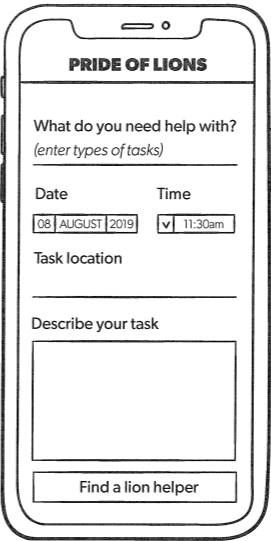 PRIDE OF LIONS
What do you need help with?
(enter types of tasks)
Date Time
08 AUGUST 2019 v 11:30am
Task location
Describe your task
Find a lion helper